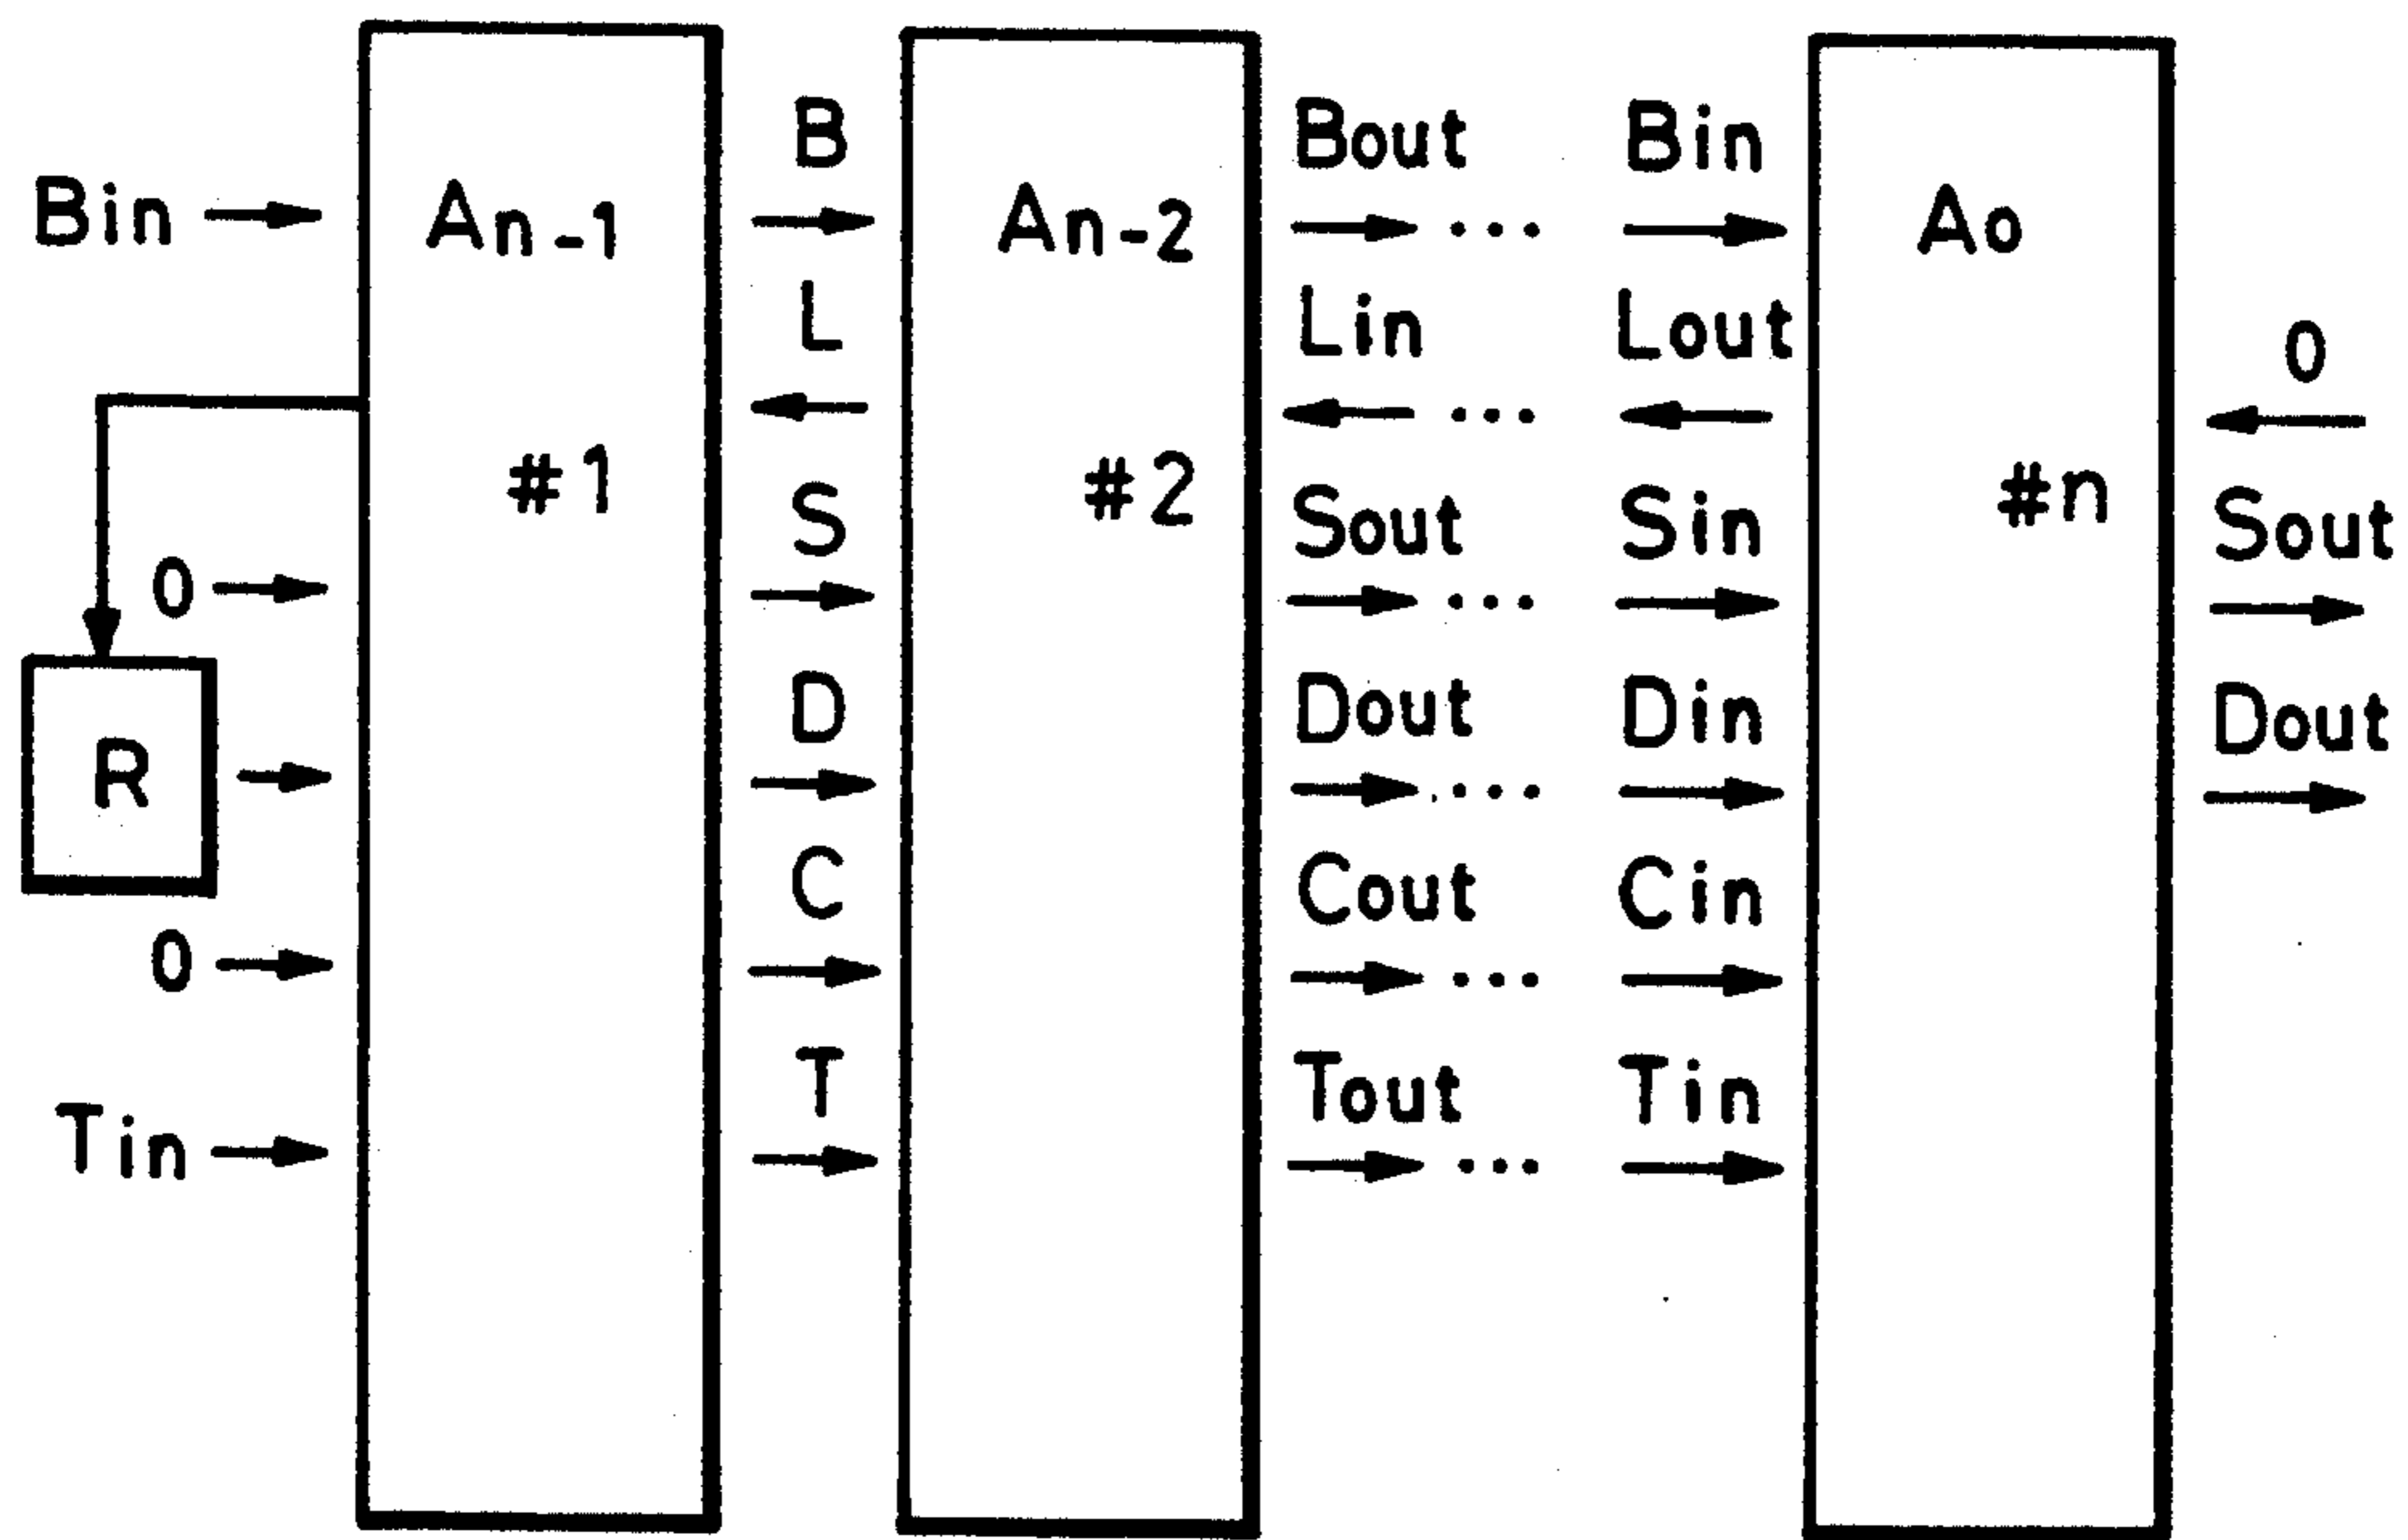 B Bout Bin
Bin An-1 An-2 Ao
L Lin Lout 0
#1 #2 #n
S Sout Sin Sout
0
D Dout Din Dout
R
C Cout Cin
0
T Tout Tin
Tin